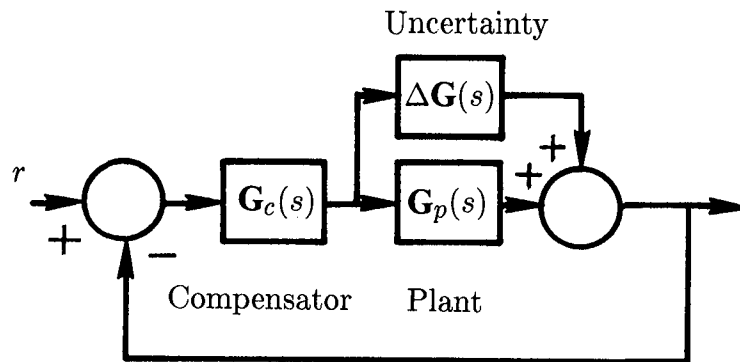 Uncertainty
ΔG(s)
+
+
r
G_c(s)
G_p(s)
+
−
Compensator
Plant